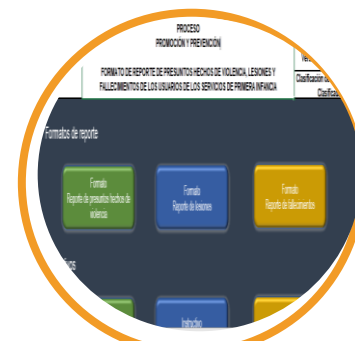 PROCESO
PROMOCIÓN Y PREVENCIÓN
FORMATO DE REPORTE DE PRESUNTOS HECHOS DE VIOLENCIA, LESIONES Y
FALLECIMIENTOS DE LOS USUARIOS DE LOS SERVICIOS DE PRIMERA INFANCIA
Clasificación de
Clasifica
Formatos de reporte
Formato
Reporte de presuntos hechos de
violencia
Formato
Reporte de lesiones
Formato
Reporte de fallecimientos
Instructivo